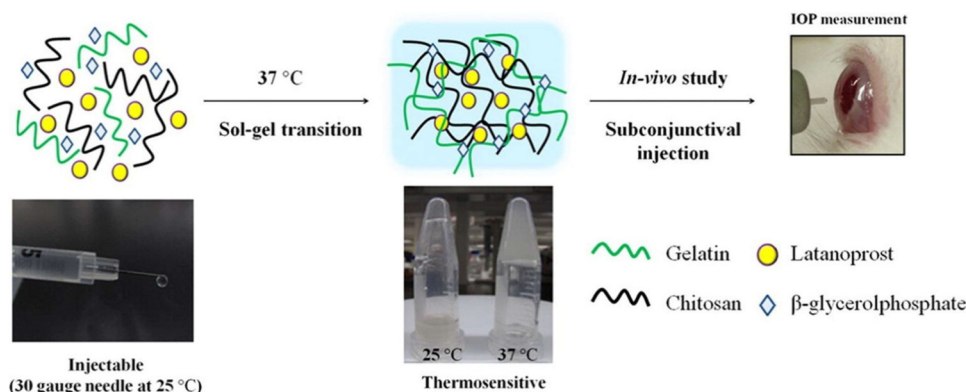 IOP measurement
37 °C
Sol-gel transition
In-vivo study
Subconjunctival
injection
5
25 °C
37 °C
Gelatin
Latanoprost
Chitosan
β-glycerolphosphate
Injectable
(30 gauge needle at 25 °C)
Thermosensitive